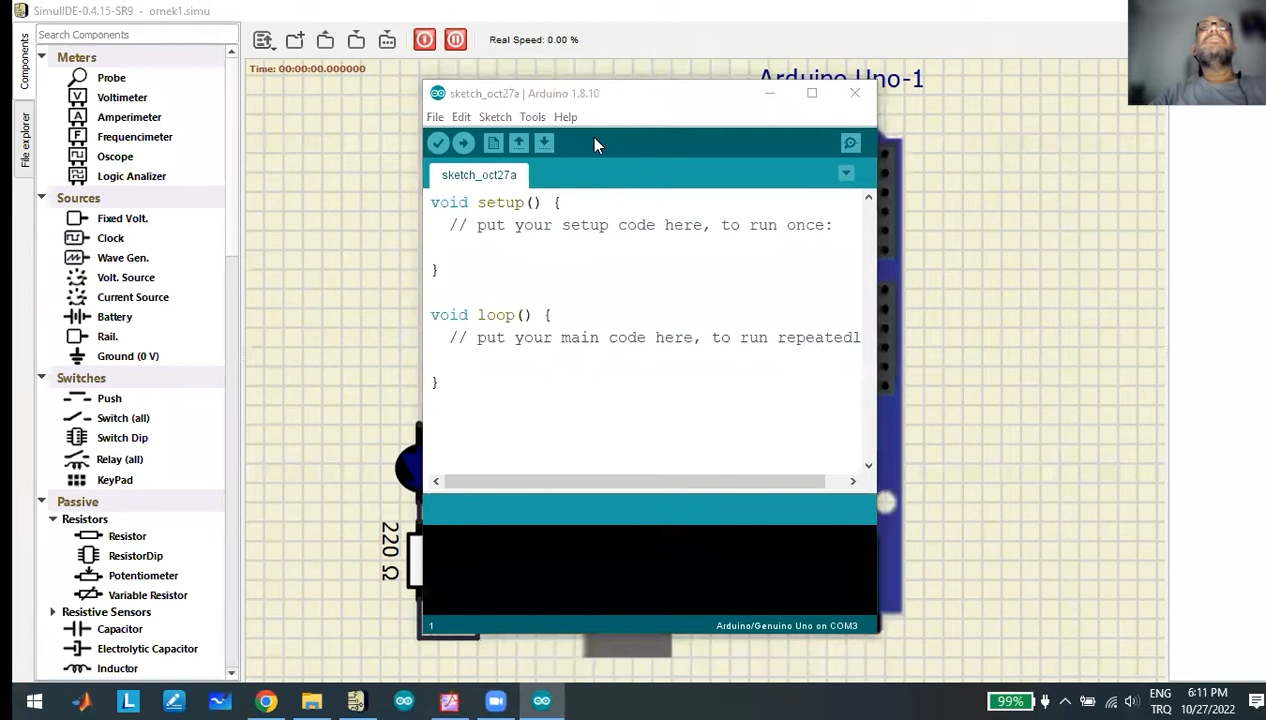 SimulIDE-0.4.15-SR9 - ornek1.simu
Components
File explorer
Search Components
Meters
Probe
Voltimeter
Amperimeter
Frequencimeter
Oscope
Logic Analizer
Sources
Fixed Volt.
Clock
Wave Gen.
Volt. Source
Current Source
Battery
Rail.
Ground (0 V)
Switches
Push
Switch (all)
Switch Dip
Relay (all)
KeyPad
Passive
Resistors
Resistor
ResistorDip
Potentiometer
Variable Resistor
Resistive Sensors
Capacitor
Electrolytic Capacitor
Inductor
Real Speed: 0.00 %
Time: 00:00:00.000000
Arduino Uno-1
220 Ω
sketch_oct27a | Arduino 1.8.10
File Edit Sketch Tools Help
sketch_oct27a
void setup() {
// put your setup code here, to run once:
}
void loop() {
// put your main code here, to run repeatedl
}
1
Arduino/Genuino Uno on COM3
99%
ENG
TRQ
6:11 PM
10/27/2022